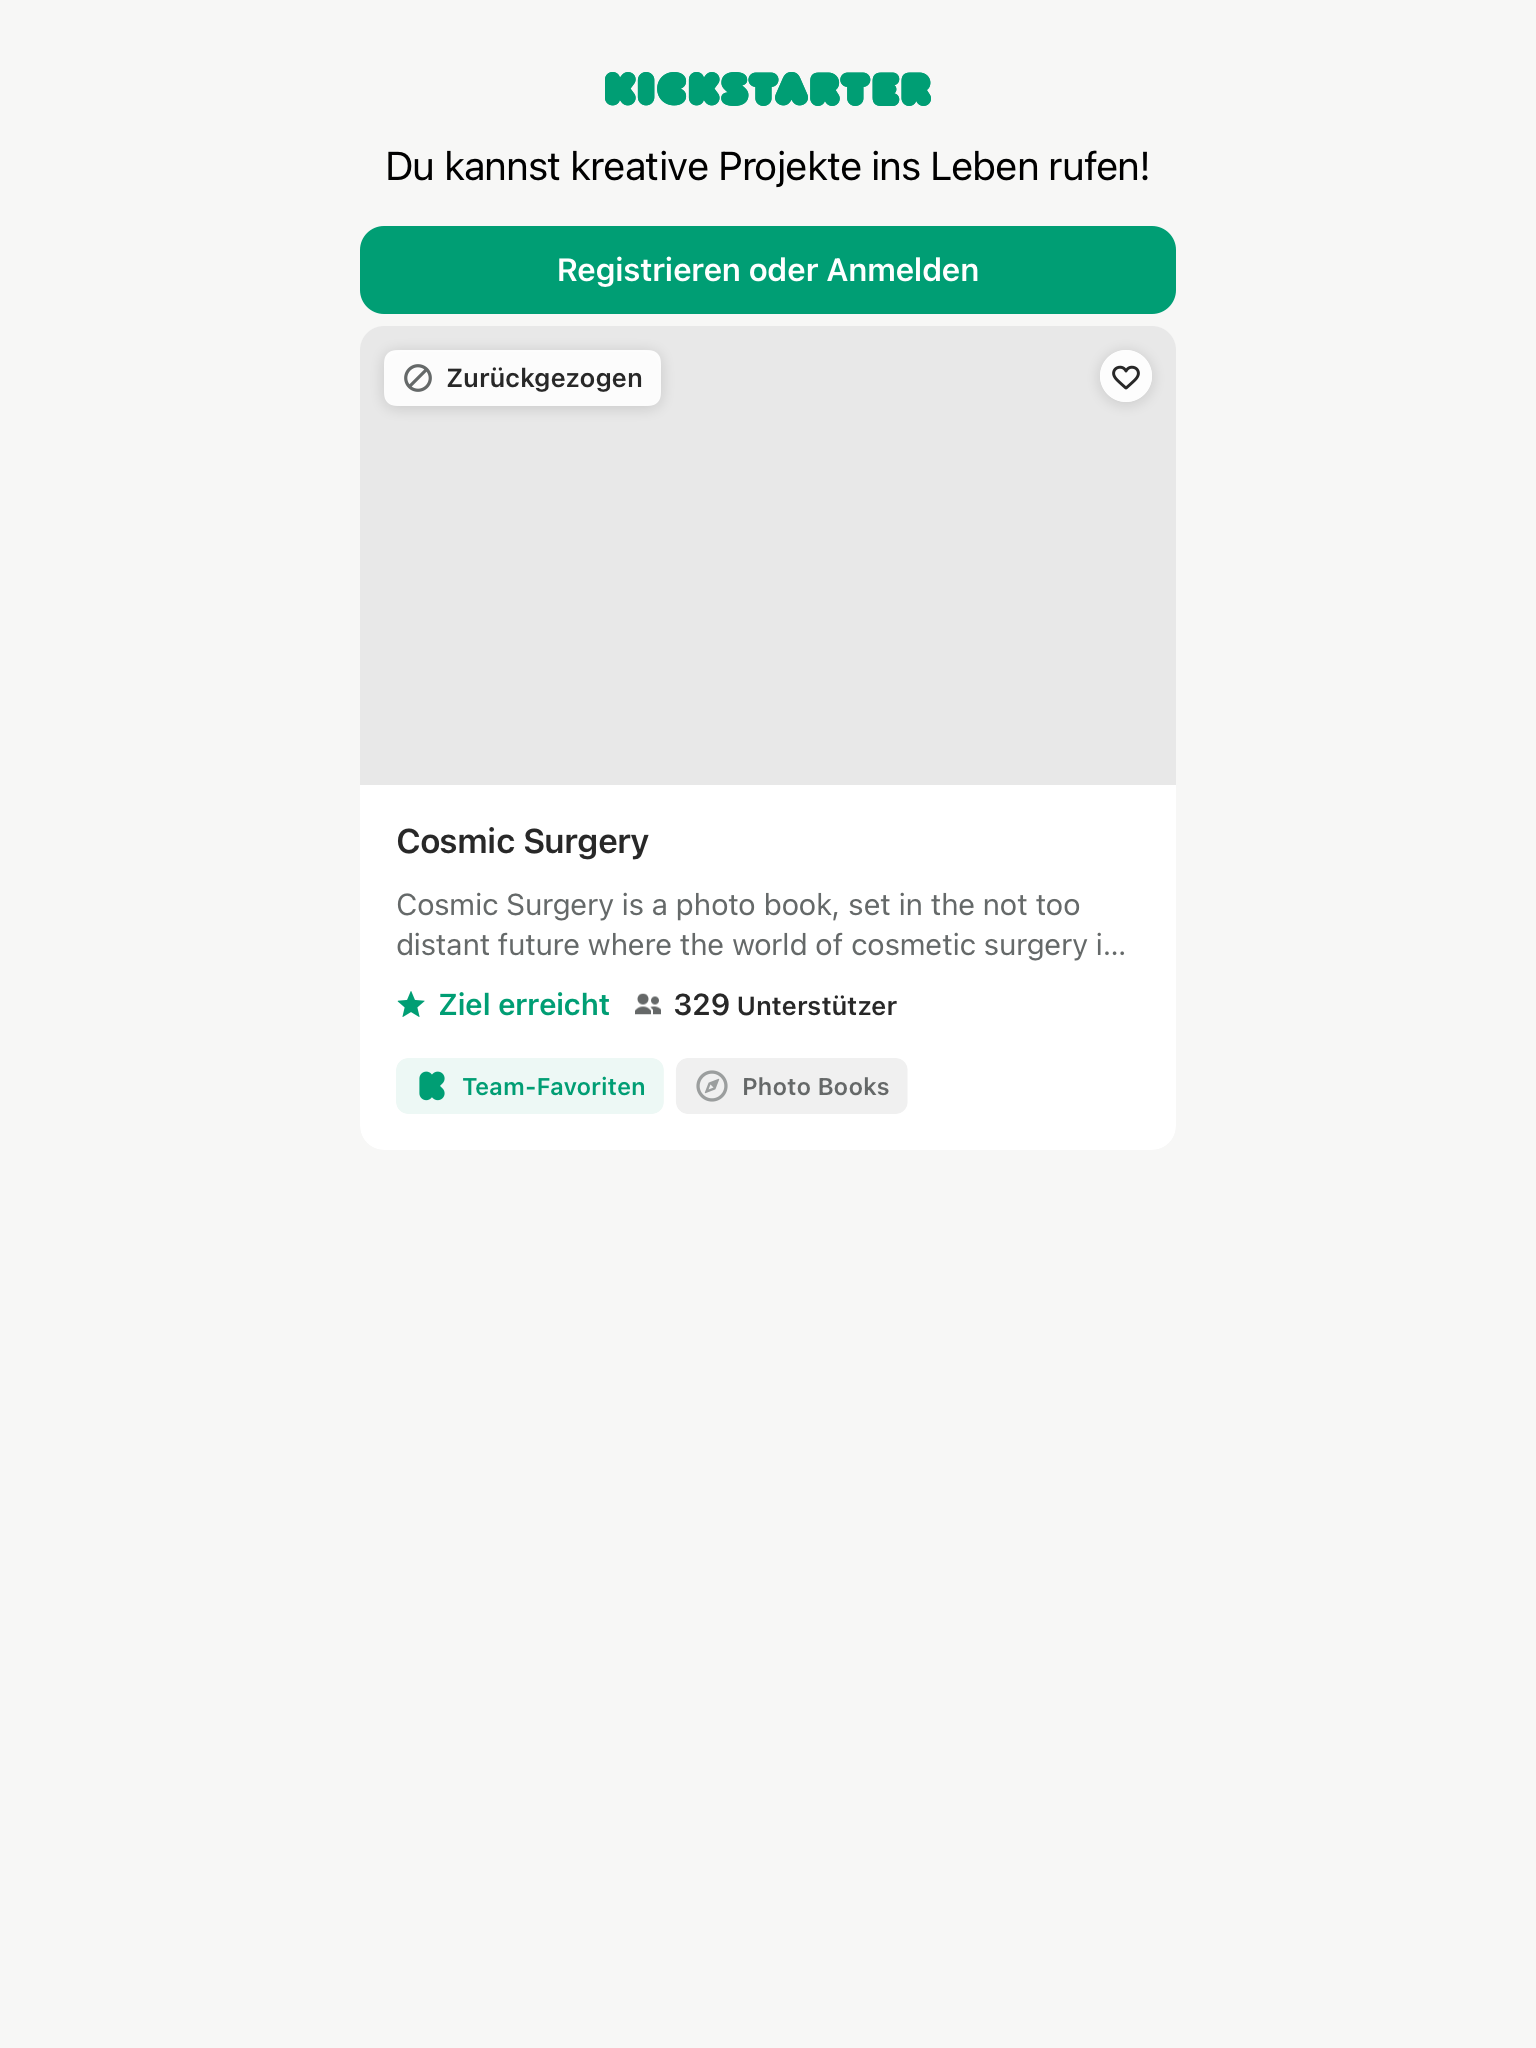 KICKSTARTER
Du kannst kreative Projekte ins Leben rufen!
Registrieren oder Anmelden
Zurückgezogen
Cosmic Surgery
Cosmic Surgery is a photo book, set in the not too
distant future where the world of cosmetic surgery i...
Ziel erreicht 329 Unterstützer
Team-Favoriten Photo Books